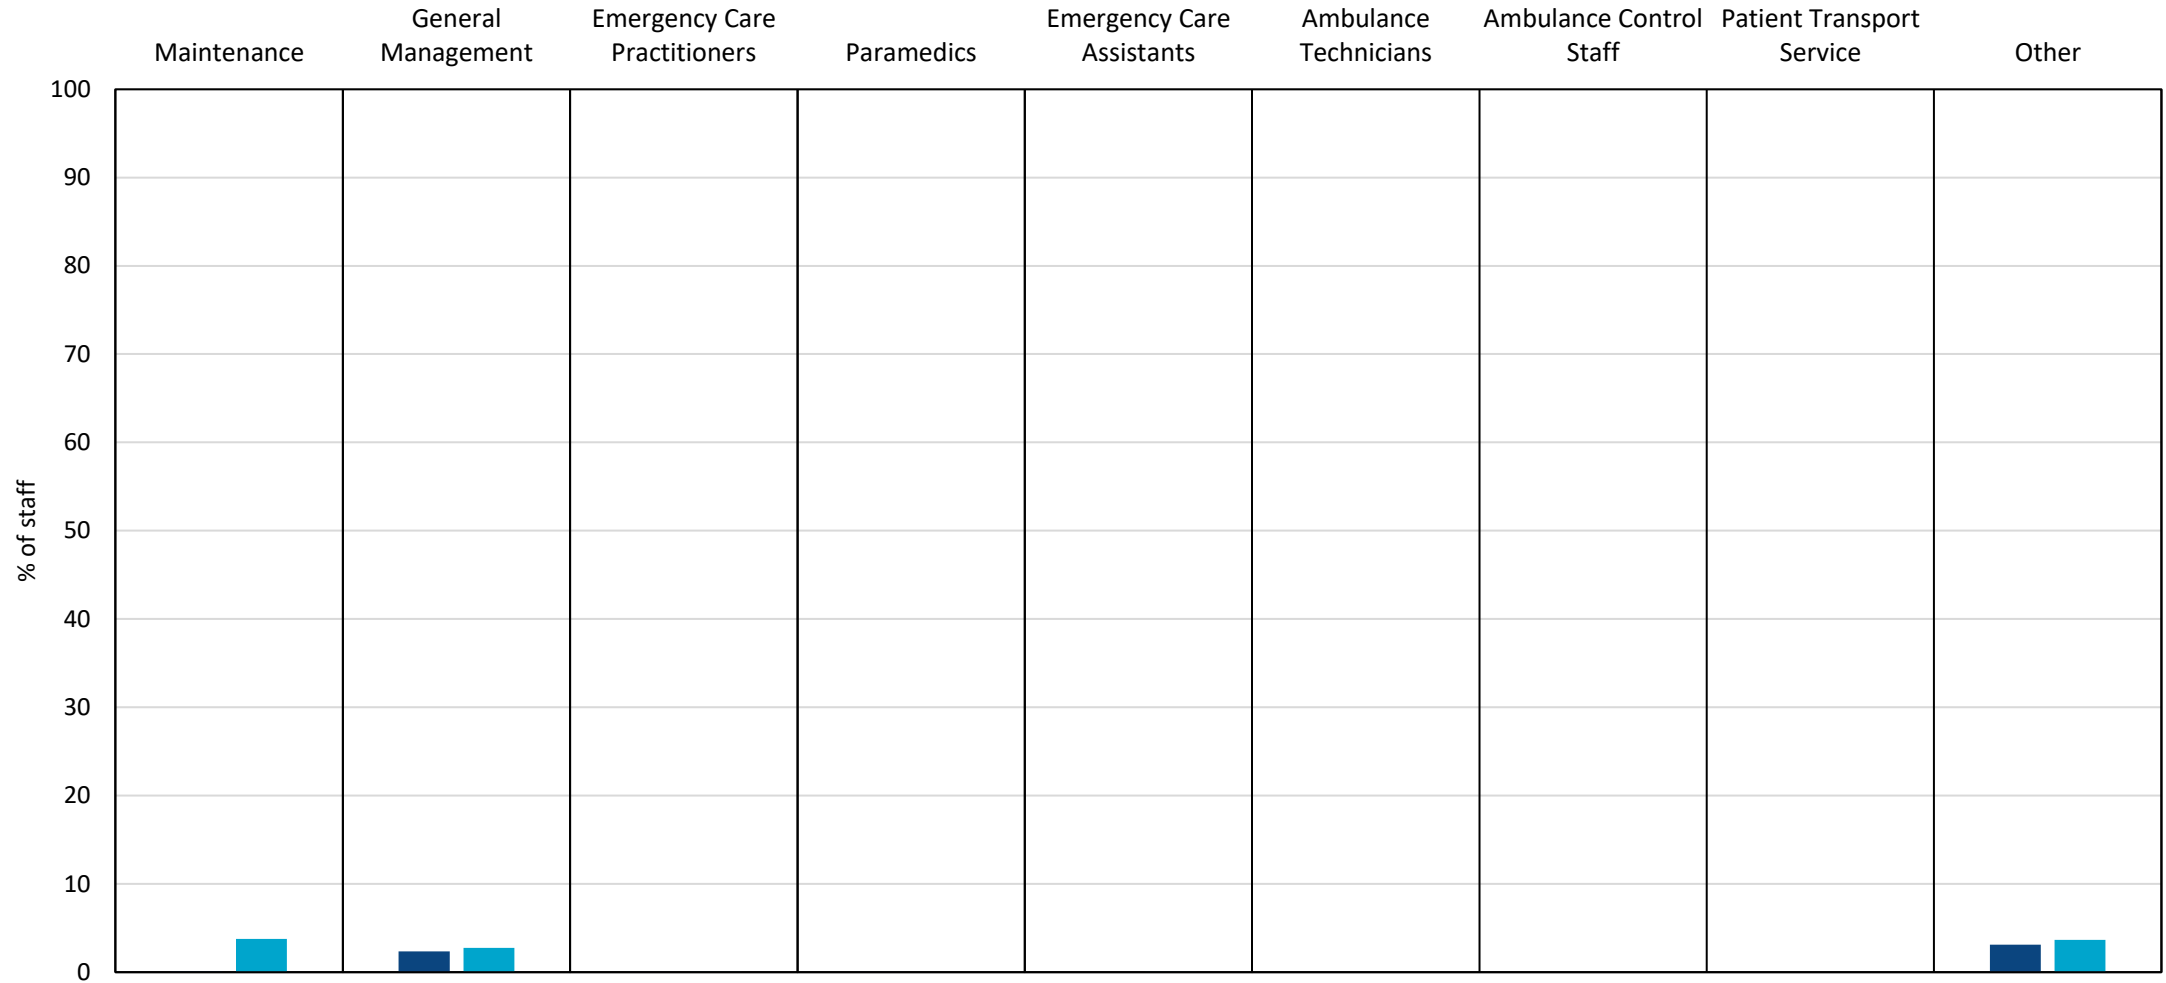 Maintenance
General
Management
Emergency Care
Practitioners
Paramedics
Emergency Care
Assistants
Ambulance
Technicians
Ambulance Control
Staff
Patient Transport
Service
Other
100
90
80
70
60
50
40
30
20
10
0
% of staff